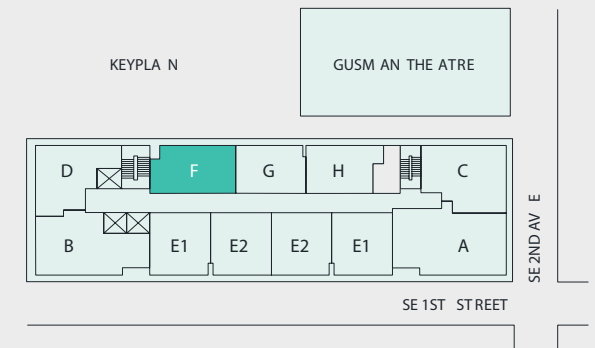 KEYPLA N
GUSM AN THE ATRE
D
F
G
H
C
B
E1
E2
E2
E1
A
SE 2ND AV E
SE 1ST ST REET